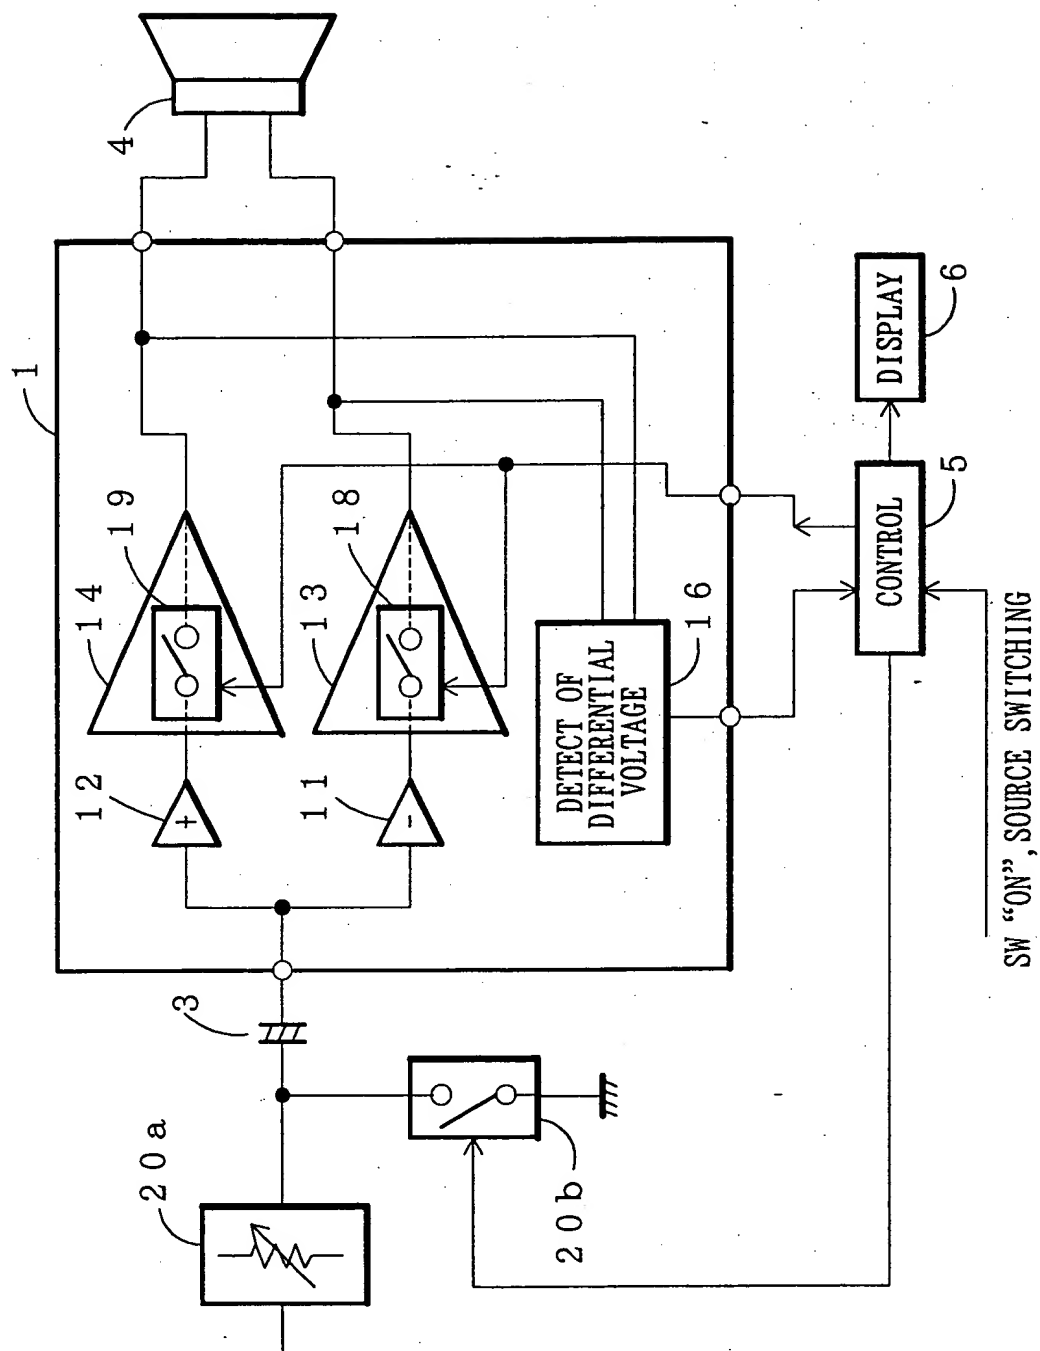 4
1
19
14
12
18
13
11
DETECT OF
DIFFERENTIAL
VOLTAGE
16
3
20a
20b
DISPLAY
6
CONTROL
5
SW “ON”, SOURCE SWITCHING
+
-